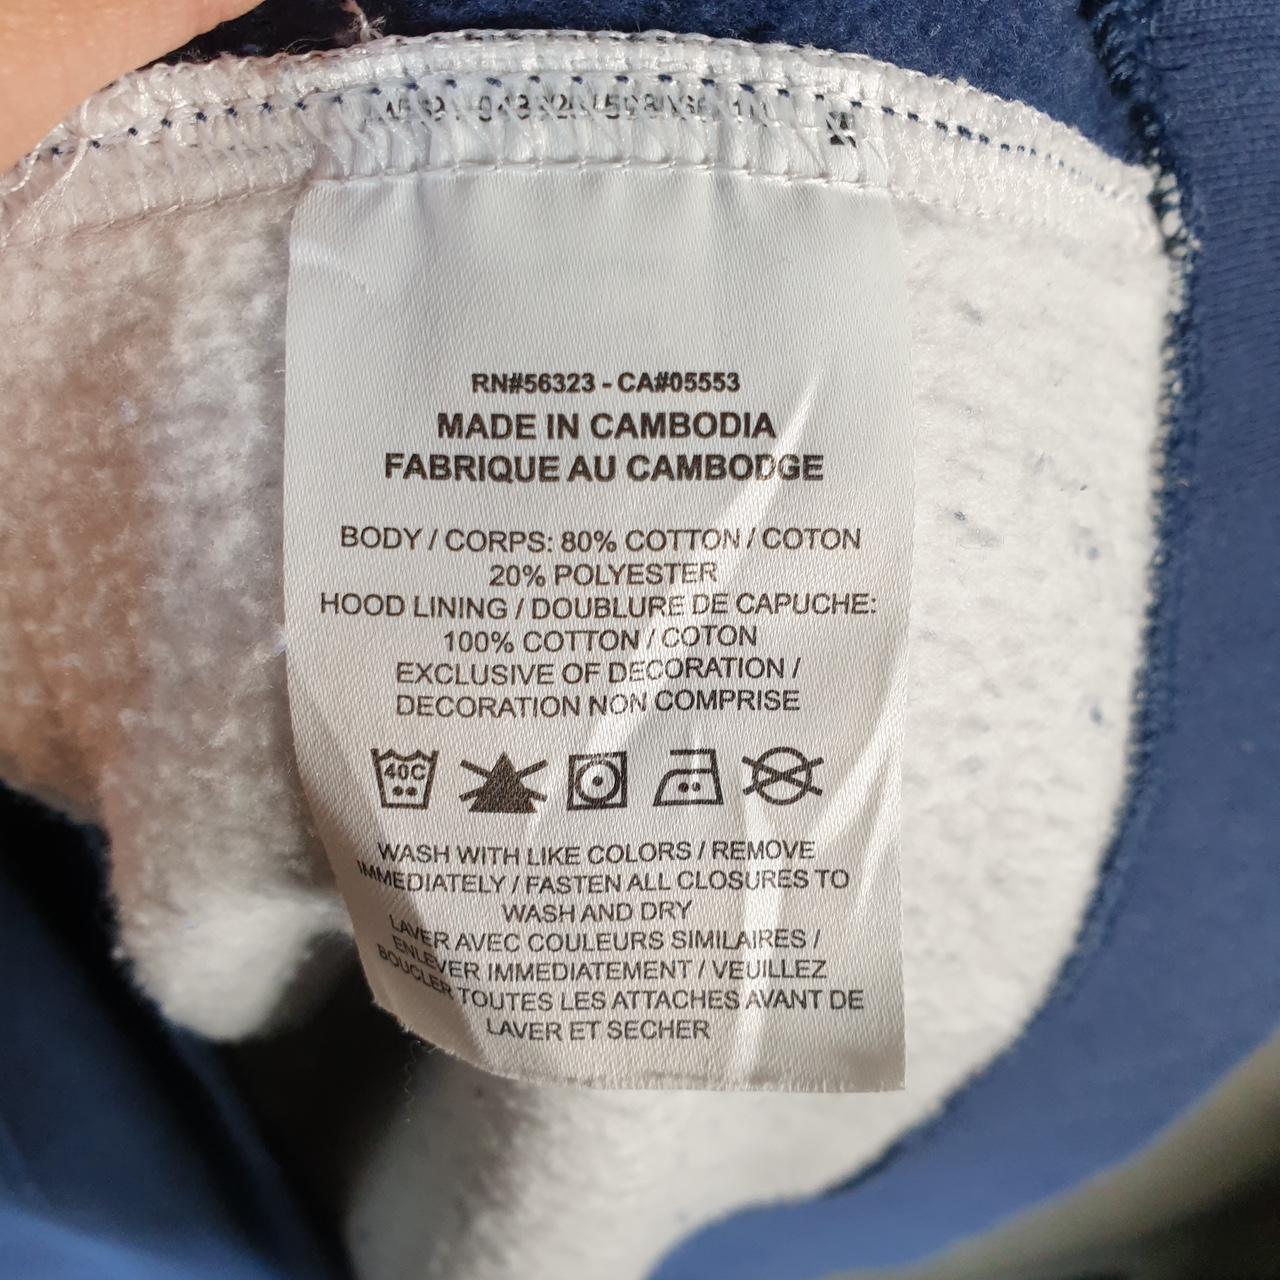 RN#56323 - CA#05553
MADE IN CAMBODIA
FABRIQUE AU CAMBODGE
BODY / CORPS: 80% COTTON / COTON
20% POLYESTER
HOOD LINING / DOUBLURE DE CAPUCHE:
100% COTTON / COTON
EXCLUSIVE OF DECORATION /
DECORATION NON COMPRISE
40C
WASH WITH LIKE COLORS / REMOVE
IMMEDIATELY / FASTEN ALL CLOSURES TO
WASH AND DRY
LAVER AVEC COULEURS SIMILAIRES /
ENLEVER IMMEDIATEMENT / VEUILLEZ
BOUCLER TOUTES LES ATTACHES AVANT DE
LAVER ET SECHER